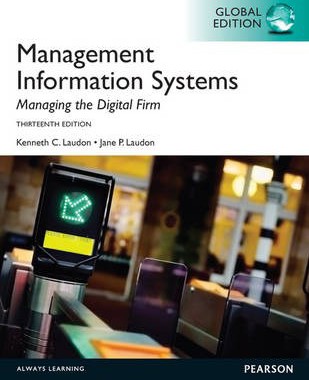 GLOBAL
EDITION
Management
Information Systems
Managing the Digital Firm
THIRTEENTH EDITION
Kenneth C. Laudon • Jane P. Laudon
ALWAYS LEARNING
PEARSON